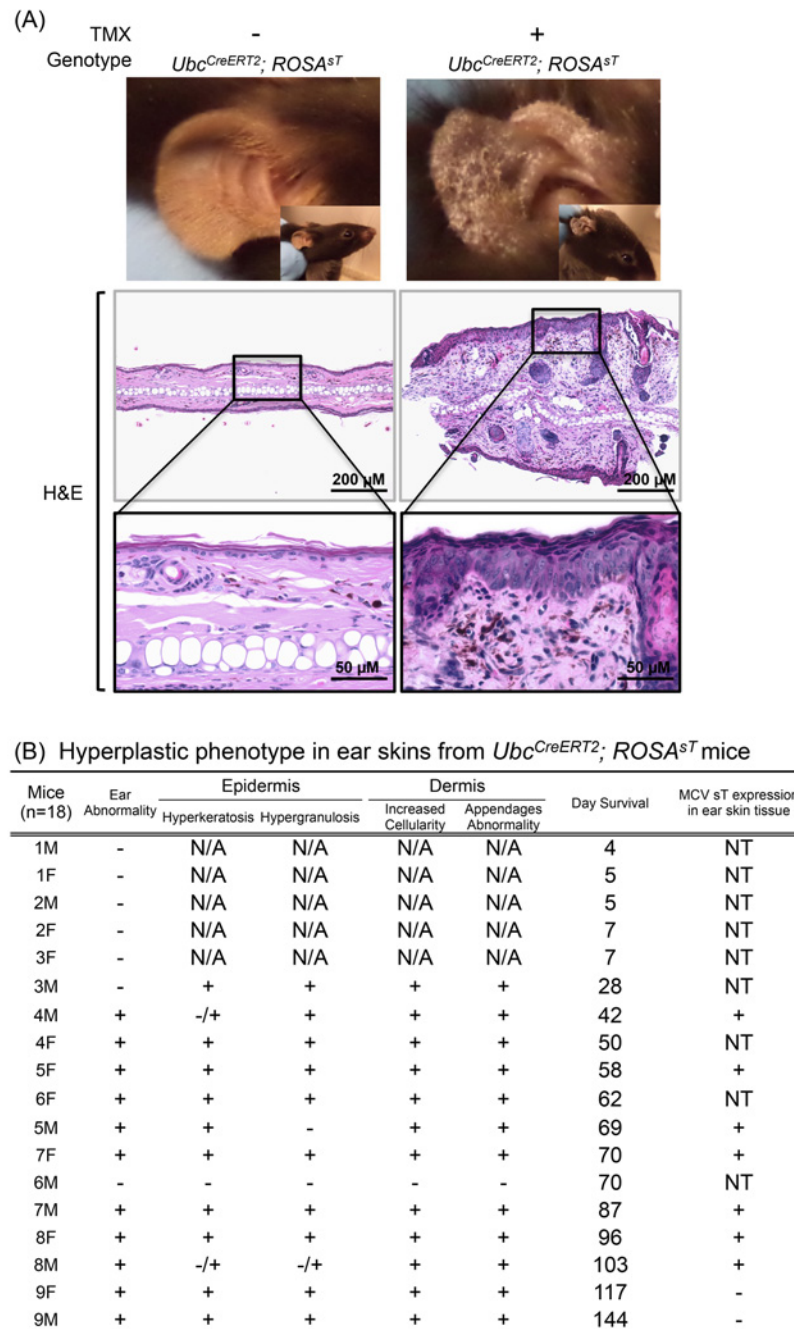 (A)
TMX - +
Genotype Ubc^CreERT2; ROSA^sT Ubc^CreERT2; ROSA^sT
200 µM 200 µM
H&E
50 µM 50 µM
(B) Hyperplastic phenotype in ear skins from Ubc^CreERT2; ROSA^sT mice
Mice (n=18) Ear Abnormality Epidermis Dermis Day Survival MCV sT expression in ear skin tissue
Hyperkeratosis Hypergranulosis Increased Cellularity Appendages Abnormality
1M - N/A N/A N/A N/A 4 NT
1F - N/A N/A N/A N/A 5 NT
2M - N/A N/A N/A N/A 5 NT
2F - N/A N/A N/A N/A 7 NT
3F - N/A N/A N/A N/A 7 NT
3M - + + + + 28 NT
4M + -/+ + + + 42 +
4F + + + + + 50 NT
5F + + + + + 58 +
6F + + + + + 62 NT
5M + + - + + 69 +
7F + + + + + 70 +
6M - - - - - 70 NT
7M + + + + + 87 +
8F + + + + + 96 +
8M + -/+ -/+ + + 103 +
9F + + + + + 117 -
9M + + + + + 144 -